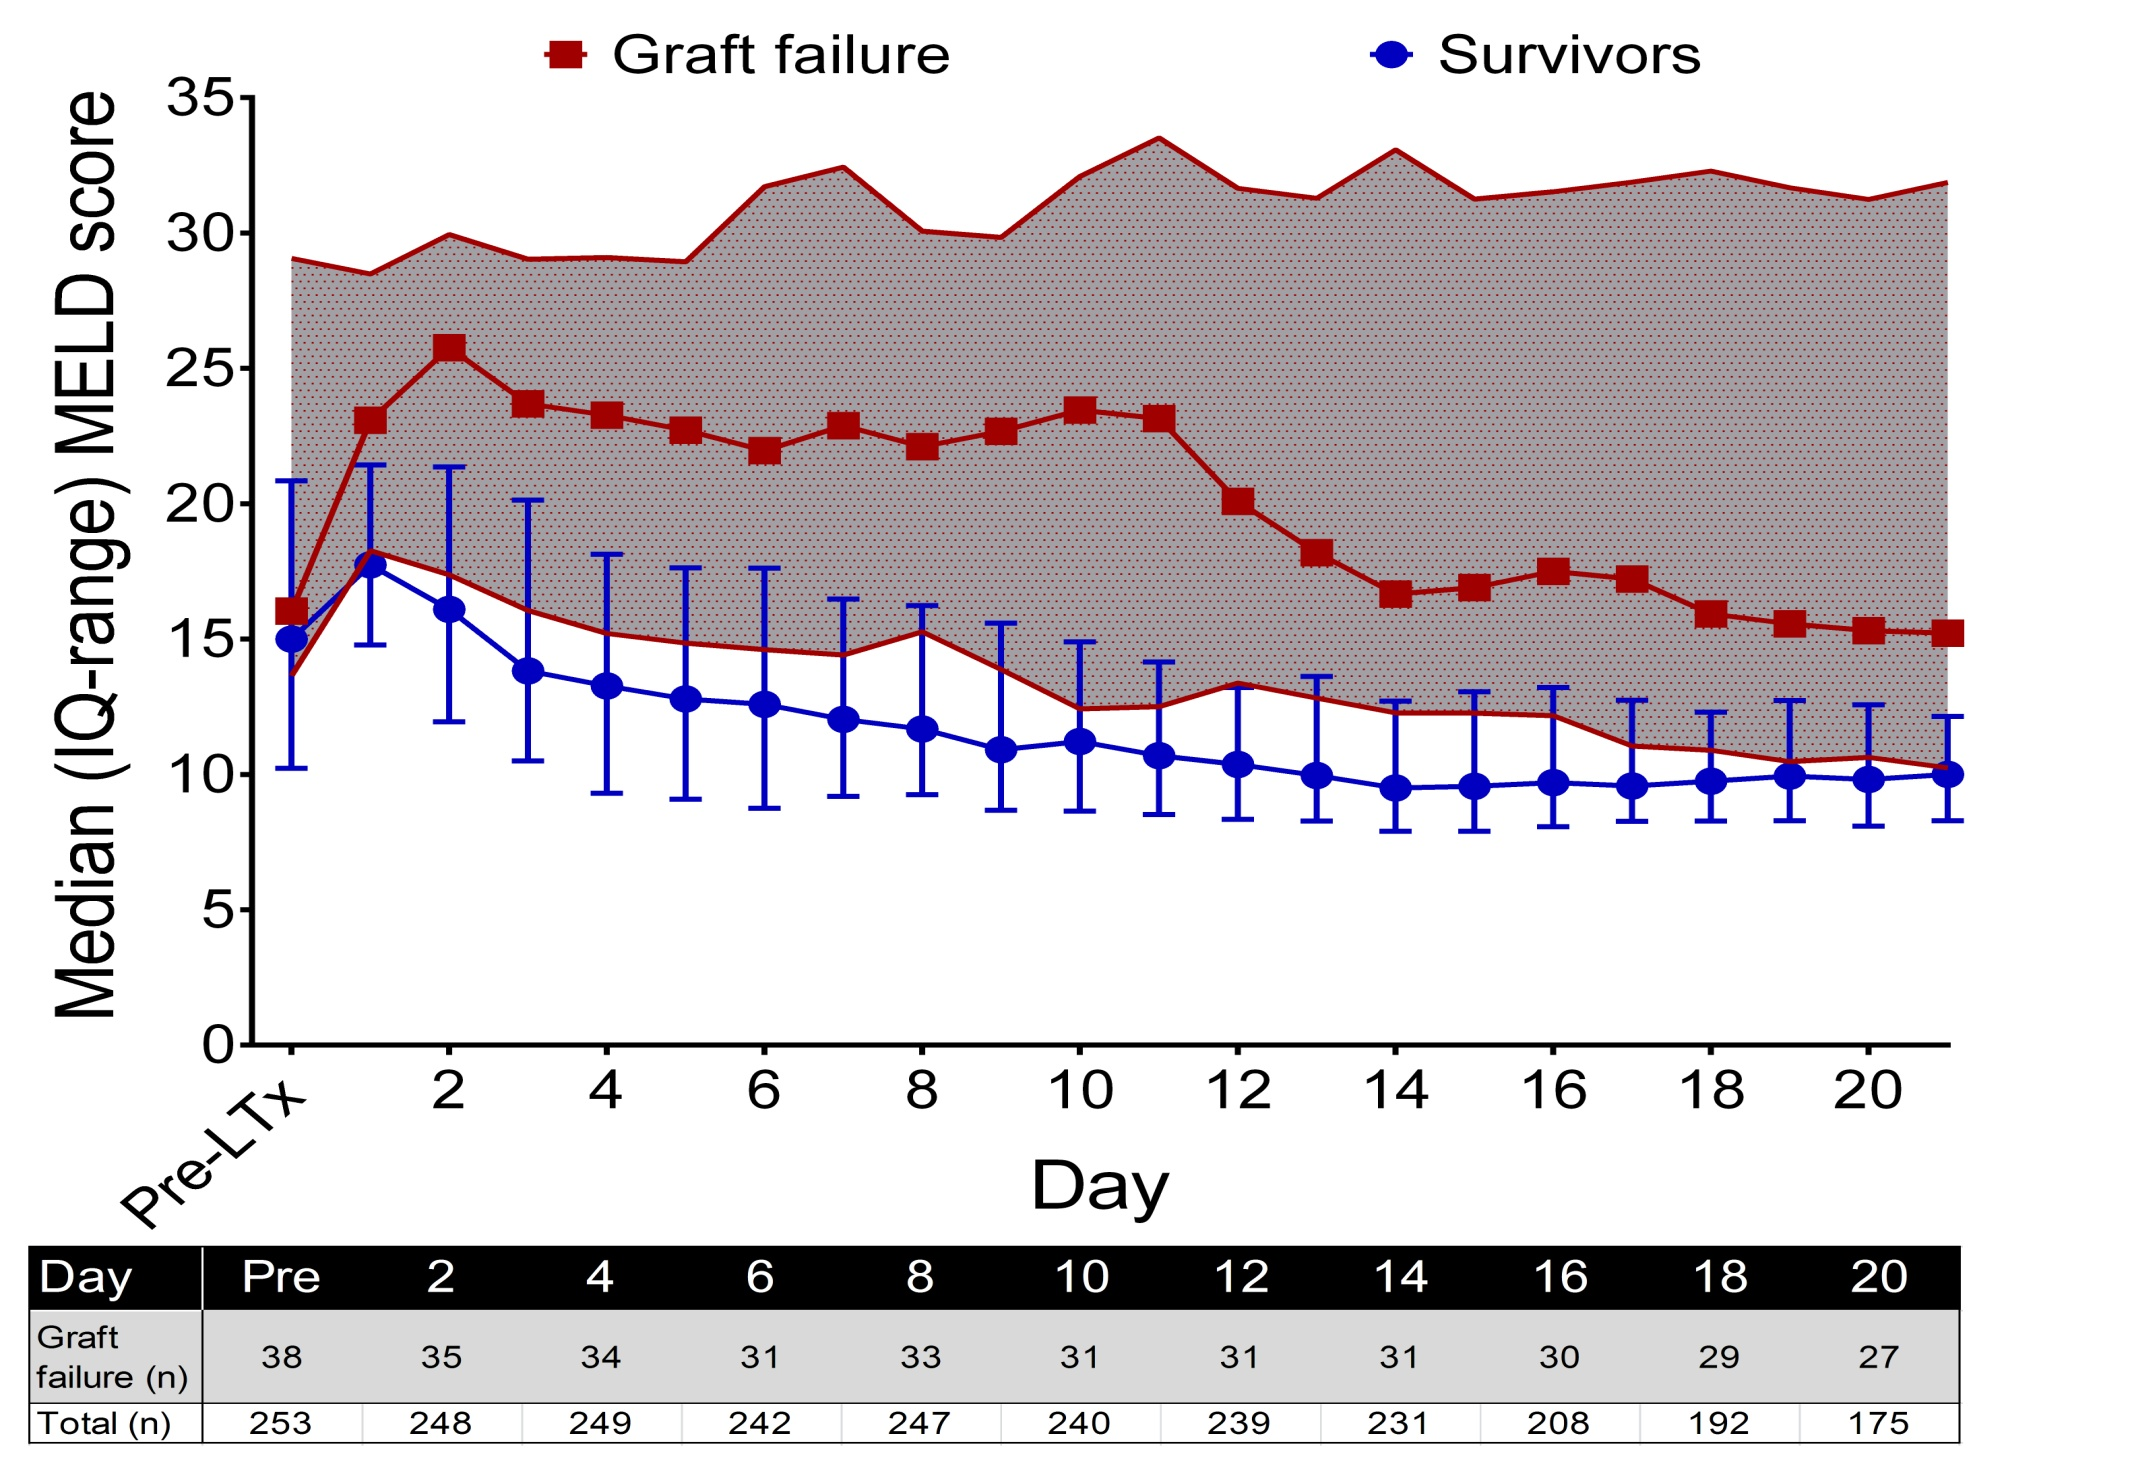 Graft failure Survivors
Median (IQ-range) MELD score
35
30
25
20
15
10
5
0
Pre-LTx 2 4 6 8 10 12 14 16 18 20
Day
Day Pre 2 4 6 8 10 12 14 16 18 20
Graft
failure (n) 38 35 34 31 33 31 31 31 30 29 27
Total (n) 253 248 249 242 247 240 239 231 208 192 175